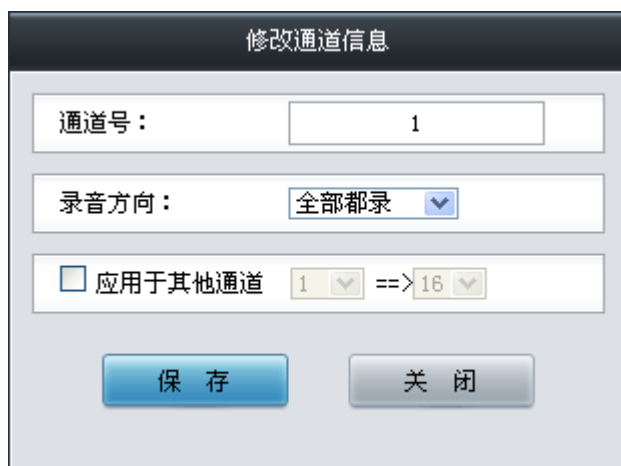 修改通道信息
通道号： 1
录音方向： 全部都录
应用于其他通道 1 ==>16
保 存 关 闭